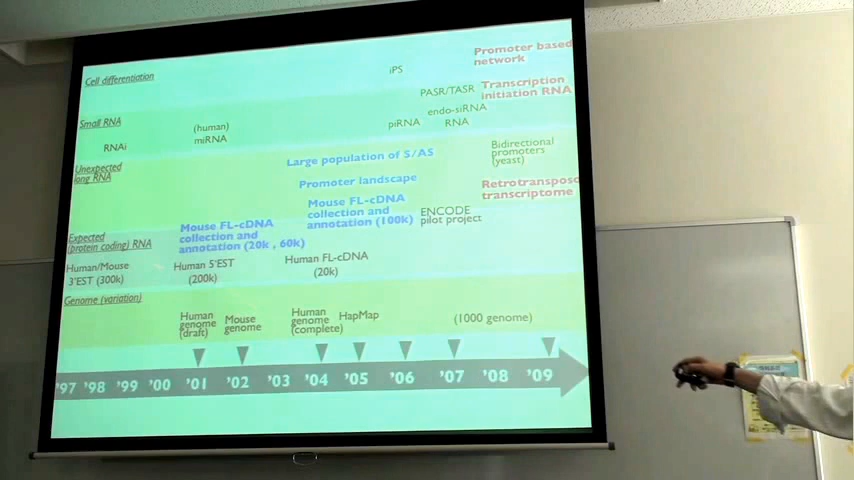 Cell differentiation
iPS
Promoter based
network
PASR/TASR
Transcription
initiation RNA
Small RNA
RNAi
(human)
miRNA
piRNA
endo-siRNA
RNA
Unexpected
long RNA
Large population of S/AS
Bidirectional
promoters
(yeast)
Promoter landscape
Retrotranspos
transcriptome
Mouse FL-cDNA
collection and
annotation (100k)
ENCODE
pilot project
Expected
(protein coding) RNA
Mouse FL-cDNA
collection and
annotation (20k , 60k)
Human/Mouse
3'EST (300k)
Human 5'EST
(200k)
Human FL-cDNA
(20k)
Genome (variation)
Human
genome
(draft)
Mouse
genome
Human
genome
(complete)
HapMap
(1000 genome)
'97 '98 '99 '00 '01 '02 '03 '04 '05 '06 '07 '08 '09